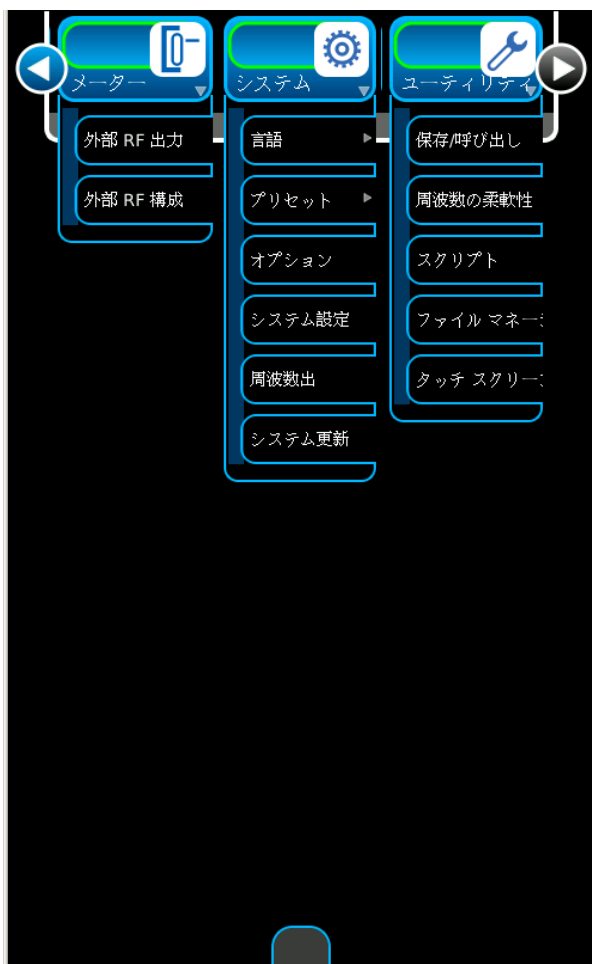 メーター
外部 RF 出力
外部 RF 構成
システム
言語
プリセット
オプション
システム設定
周波数出
システム更新
ユーティリティ
保存/呼び出し
周波数の柔軟性
スクリプト
ファイル マネー
タッチ スクリー